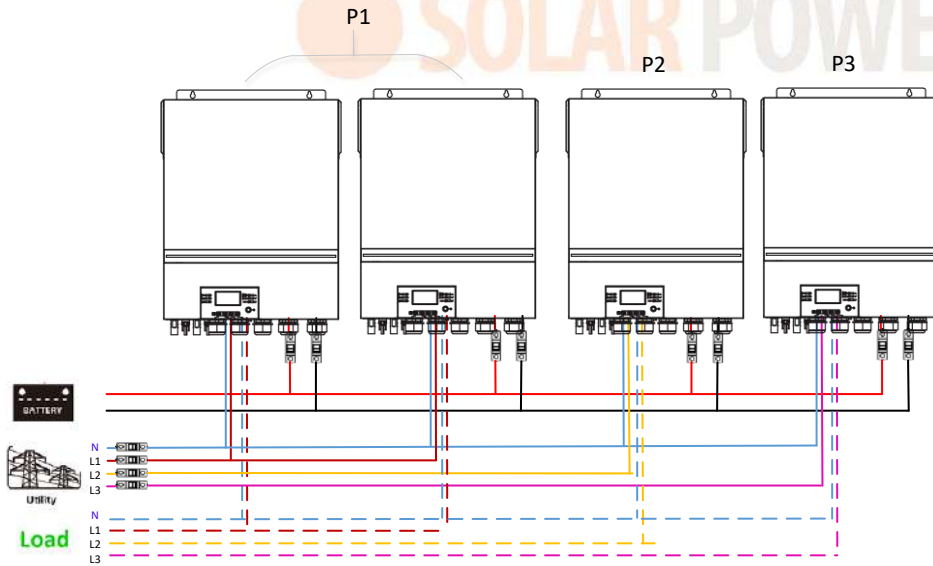 SOLAR POWE
P1
P2
P3
BATTERY
N
L1
L2
L3
Utility
N
L1
L2
L3
Load